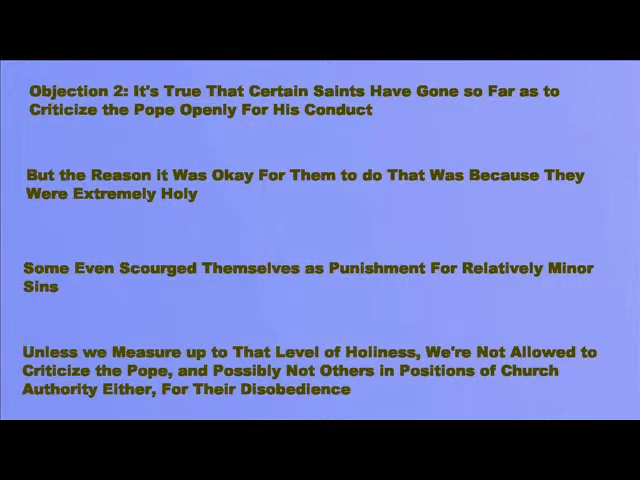 Objection 2: It's True That Certain Saints Have Gone so Far as to
Criticize the Pope Openly For His Conduct
But the Reason it Was Okay For Them to do That Was Because They
Were Extremely Holy
Some Even Scourged Themselves as Punishment For Relatively Minor
Sins
Unless we Measure up to That Level of Holiness, We're Not Allowed to
Criticize the Pope, and Possibly Not Others in Positions of Church
Authority Either, For Their Disobedience